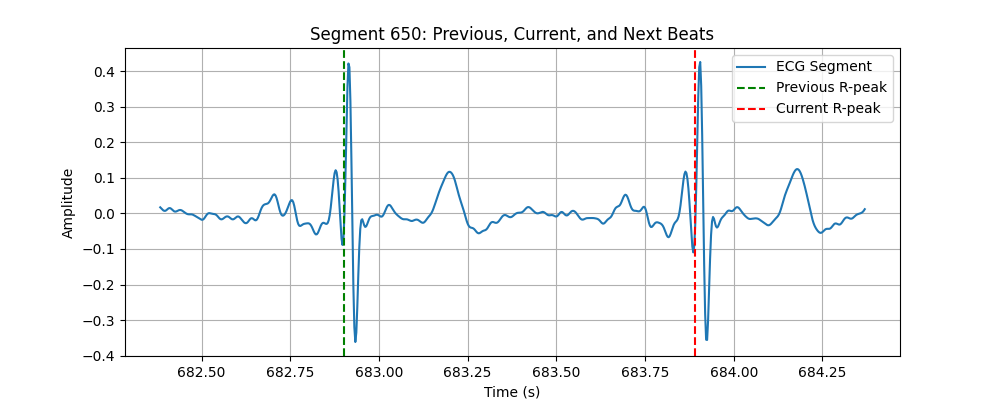 Segment 650: Previous, Current, and Next Beats
ECG Segment
Previous R-peak
Current R-peak
Amplitude
0.4
0.3
0.2
0.1
0.0
−0.1
−0.2
−0.3
−0.4
682.50 682.75 683.00 683.25 683.50 683.75 684.00 684.25
Time (s)